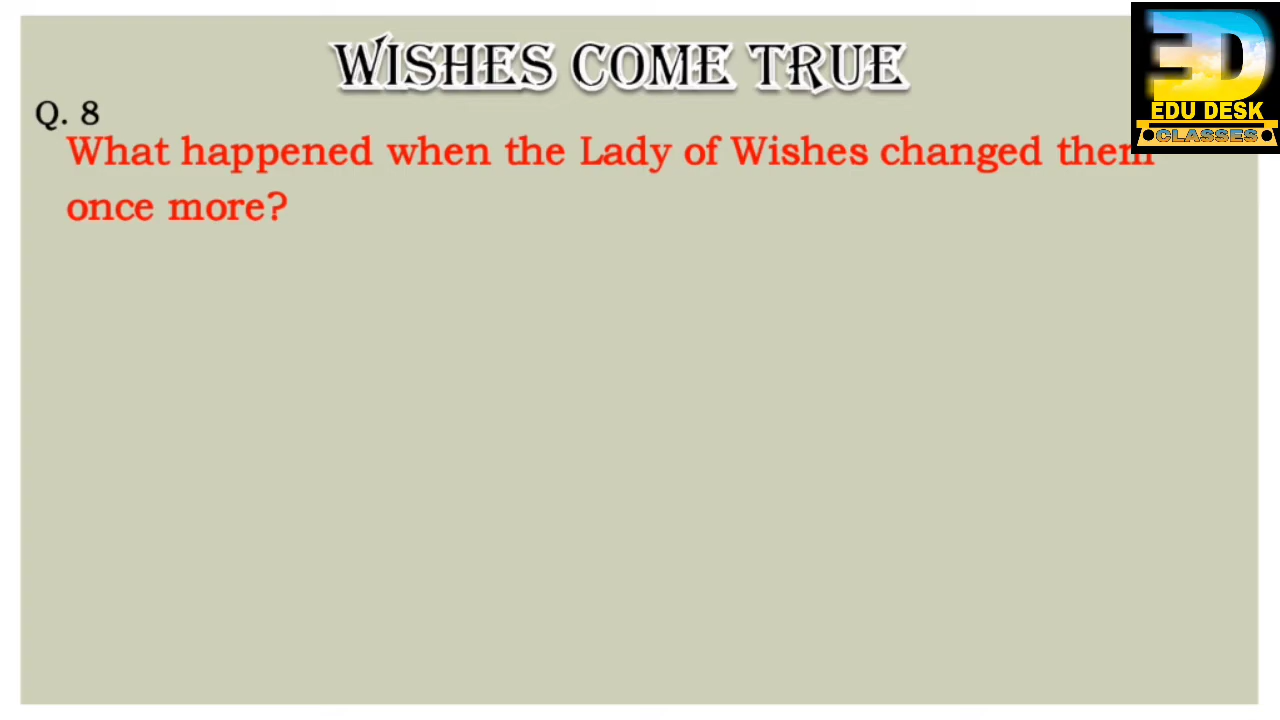 WISHES COME TRUE
Q. 8
What happened when the Lady of Wishes changed them
once more?
ED
EDU DESK
CLASSES